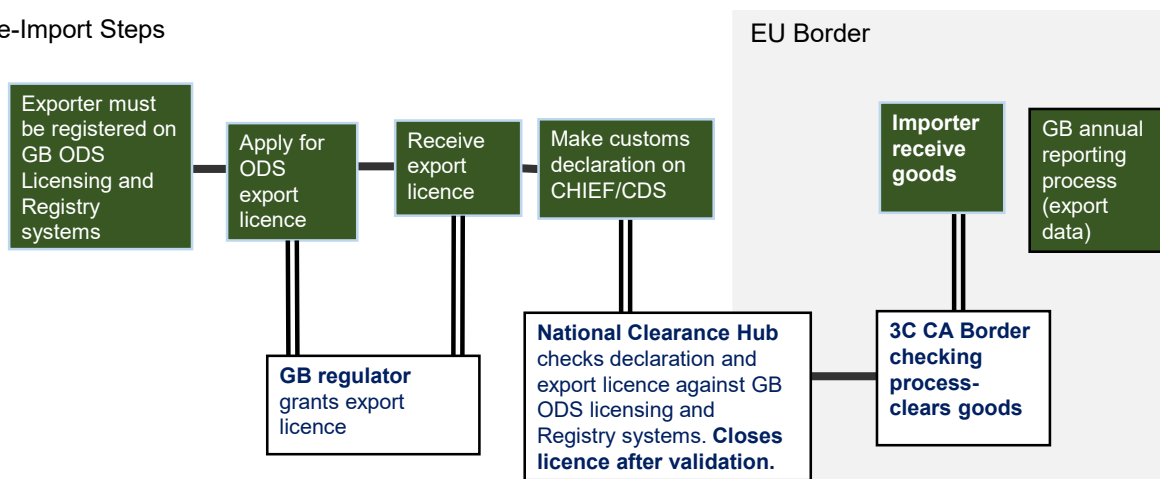 e-Import Steps
EU Border
Exporter must
be registered on
GB ODS
Licensing and
Registry
systems
Apply for
ODS
export
licence
Receive
export
licence
Make customs
declaration on
CHIEF/CDS
Importer
receive
goods
GB annual
reporting
process
(export
data)
GB regulator
grants export
licence
National Clearance Hub
checks declaration and
export licence against GB
ODS licensing and
Registry systems. Closes
licence after validation.
3C CA Border
checking
process-
clears goods